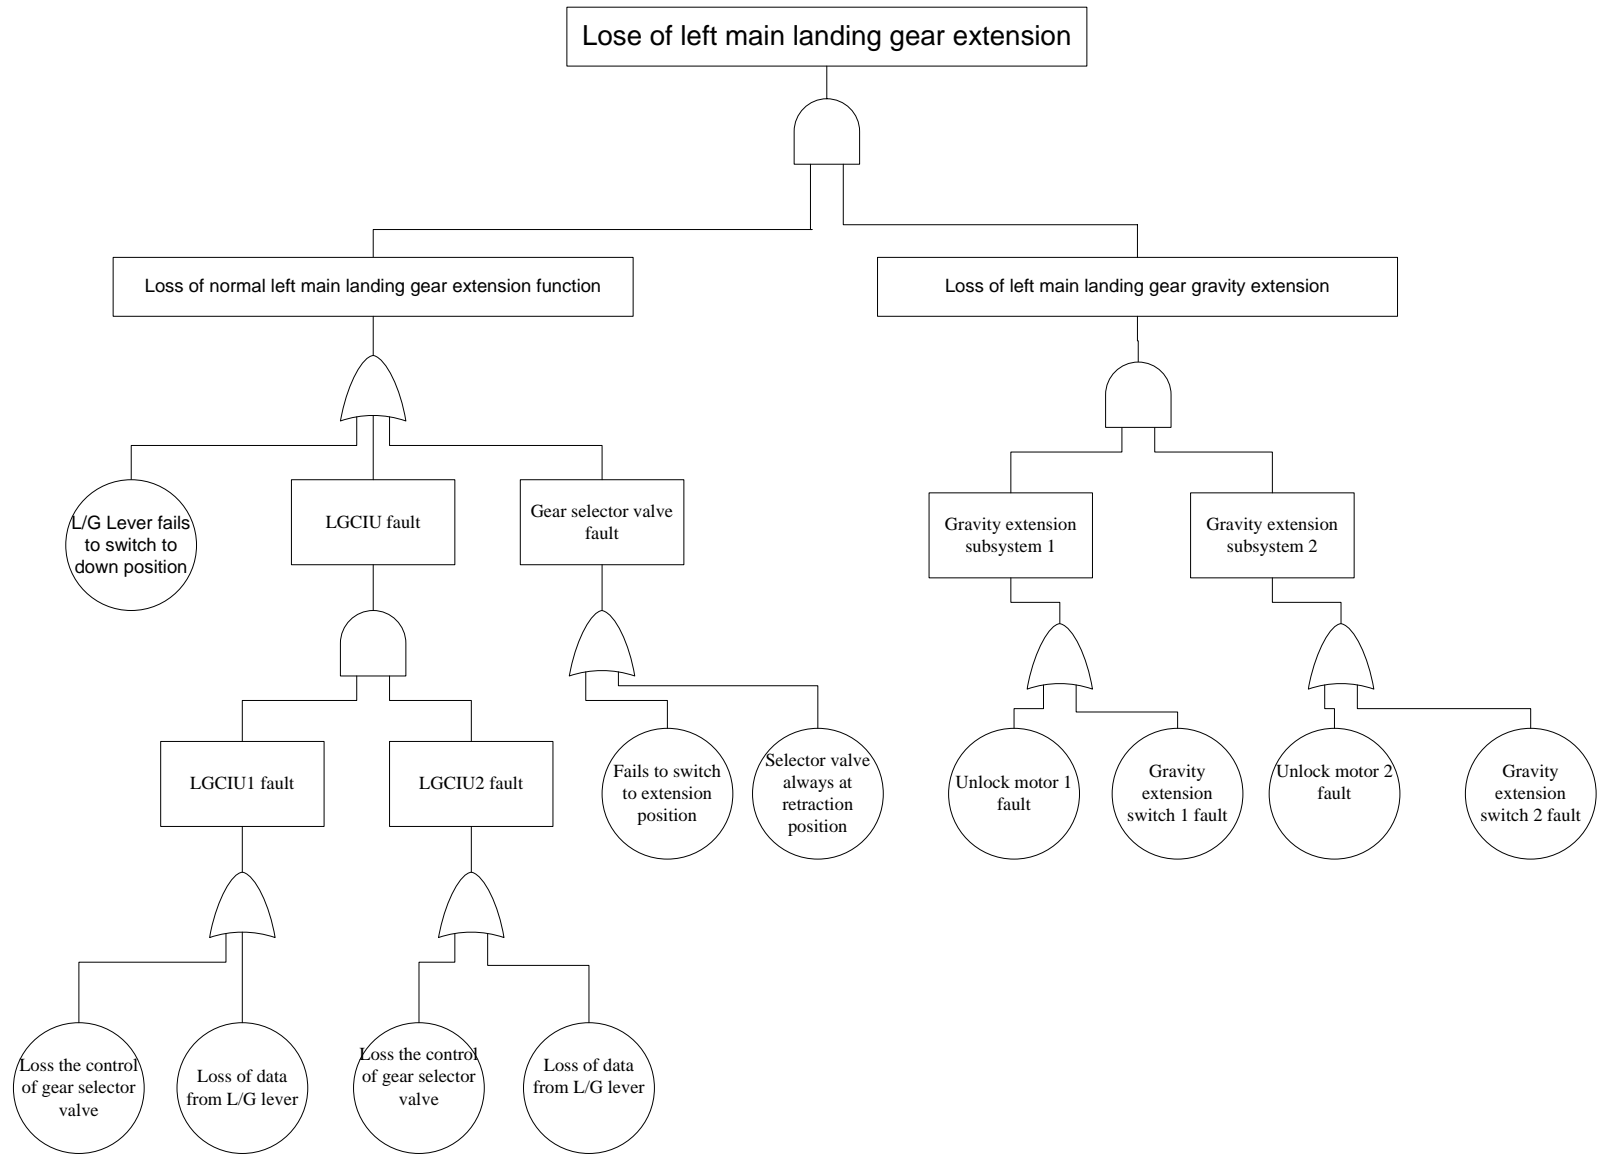 Lose of left main landing gear extension
Loss of normal left main landing gear extension function
Loss of left main landing gear gravity extension
L/G Lever fails
to switch to
down position
LGCIU fault
Gear selector valve
fault
Gravity extension
subsystem 1
Gravity extension
subsystem 2
LGCIU1 fault
LGCIU2 fault
Fails to switch
to extension
position
Selector valve
always at
retraction
position
Unlock motor 1
fault
Gravity
extension
switch 1 fault
Unlock motor 2
fault
Gravity
extension
switch 2 fault
Loss the control
of gear selector
valve
Loss of data
from L/G lever
Loss the control
of gear selector
valve
Loss of data
from L/G lever